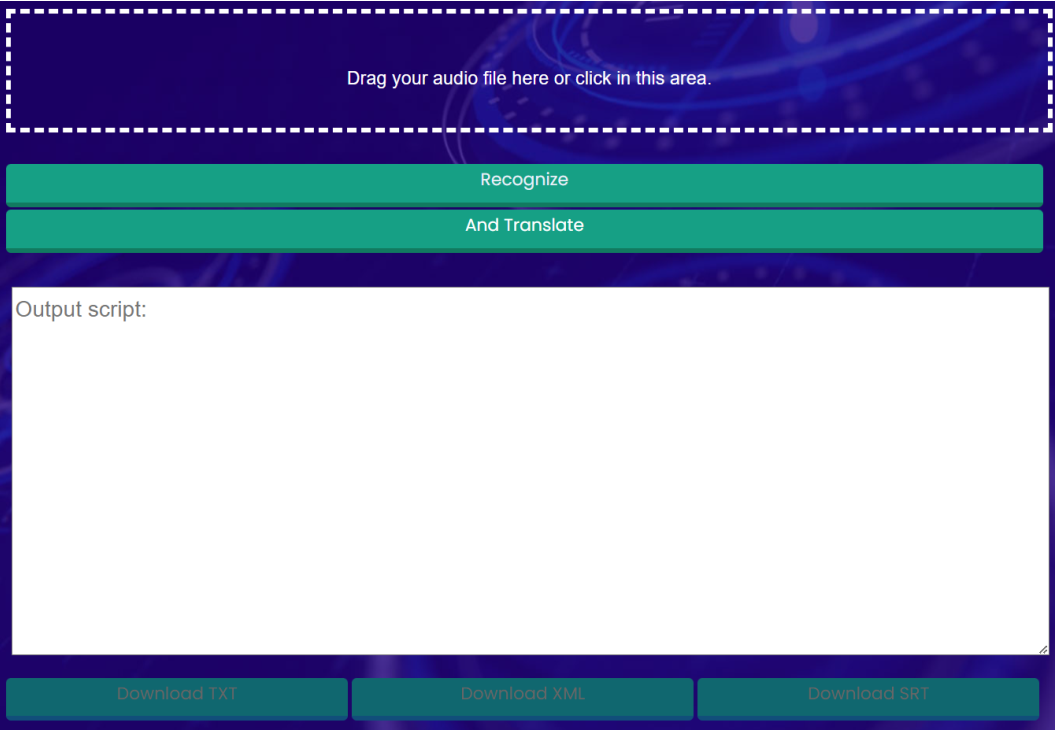 Drag your audio file here or click in this area.
Recognize
And Translate
Output script:
Download TXT
Download XML
Download SRT